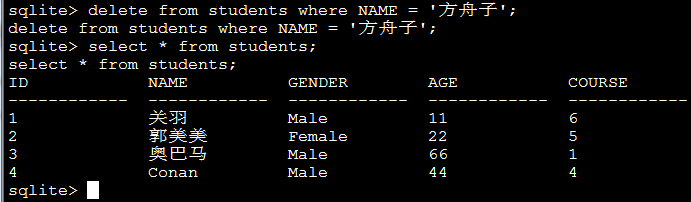 sqlite> delete from students where NAME = '方舟子';
delete from students where NAME = '方舟子';
sqlite> select * from students;
select * from students;
ID NAME GENDER AGE COURSE
------------ ------------ ------------ ------------ ------------
1 关羽 Male 11 6
2 郭美美 Female 22 5
3 奥巴马 Male 66 1
4 Conan Male 44 4
sqlite>